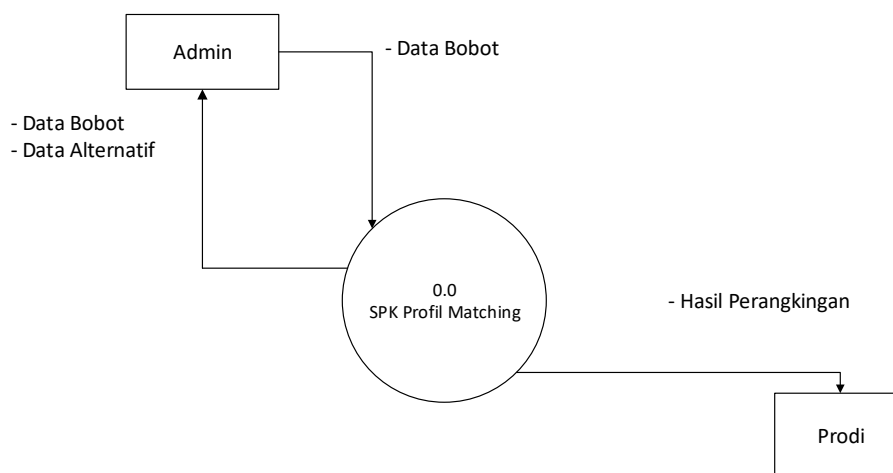 Admin
- Data Bobot
- Data Bobot
- Data Alternatif
0.0
SPK Profil Matching
- Hasil Perangkingan
Prodi